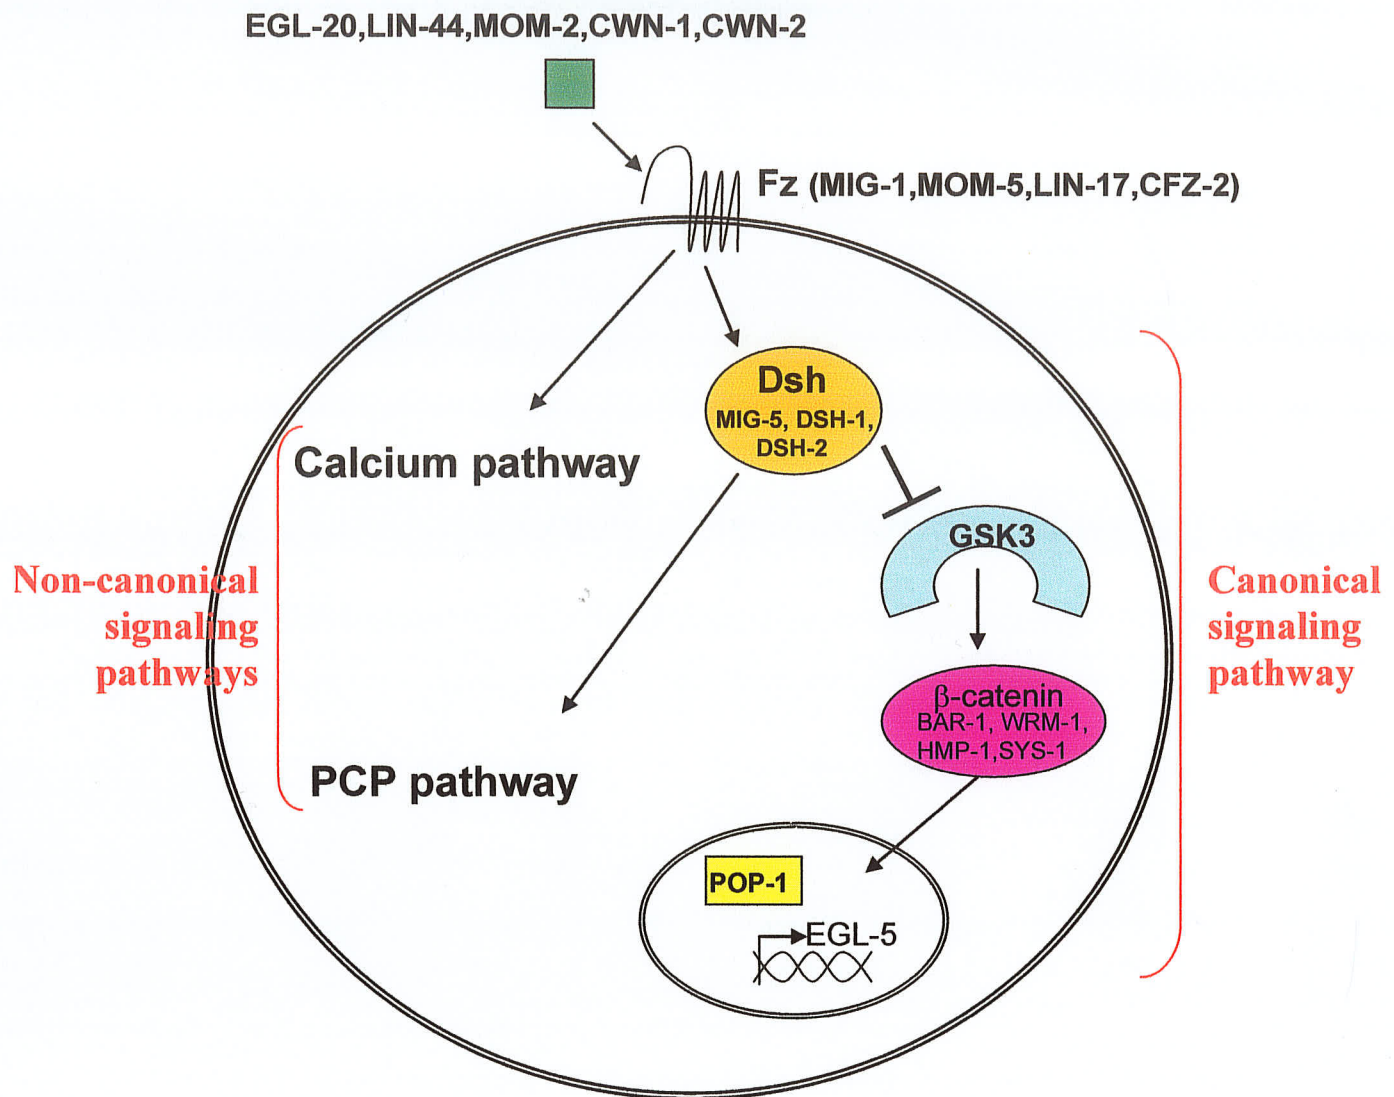 EGL-20,LIN-44,MOM-2,CWN-1,CWN-2
Fz (MIG-1,MOM-5,LIN-17,CFZ-2)
Dsh
MIG-5, DSH-1,
DSH-2
Calcium pathway
GSK3
Non-canonical
signaling
pathways
Canonical
signaling
pathway
β-catenin
BAR-1, WRM-1,
HMP-1,SYS-1
PCP pathway
POP-1
EGL-5